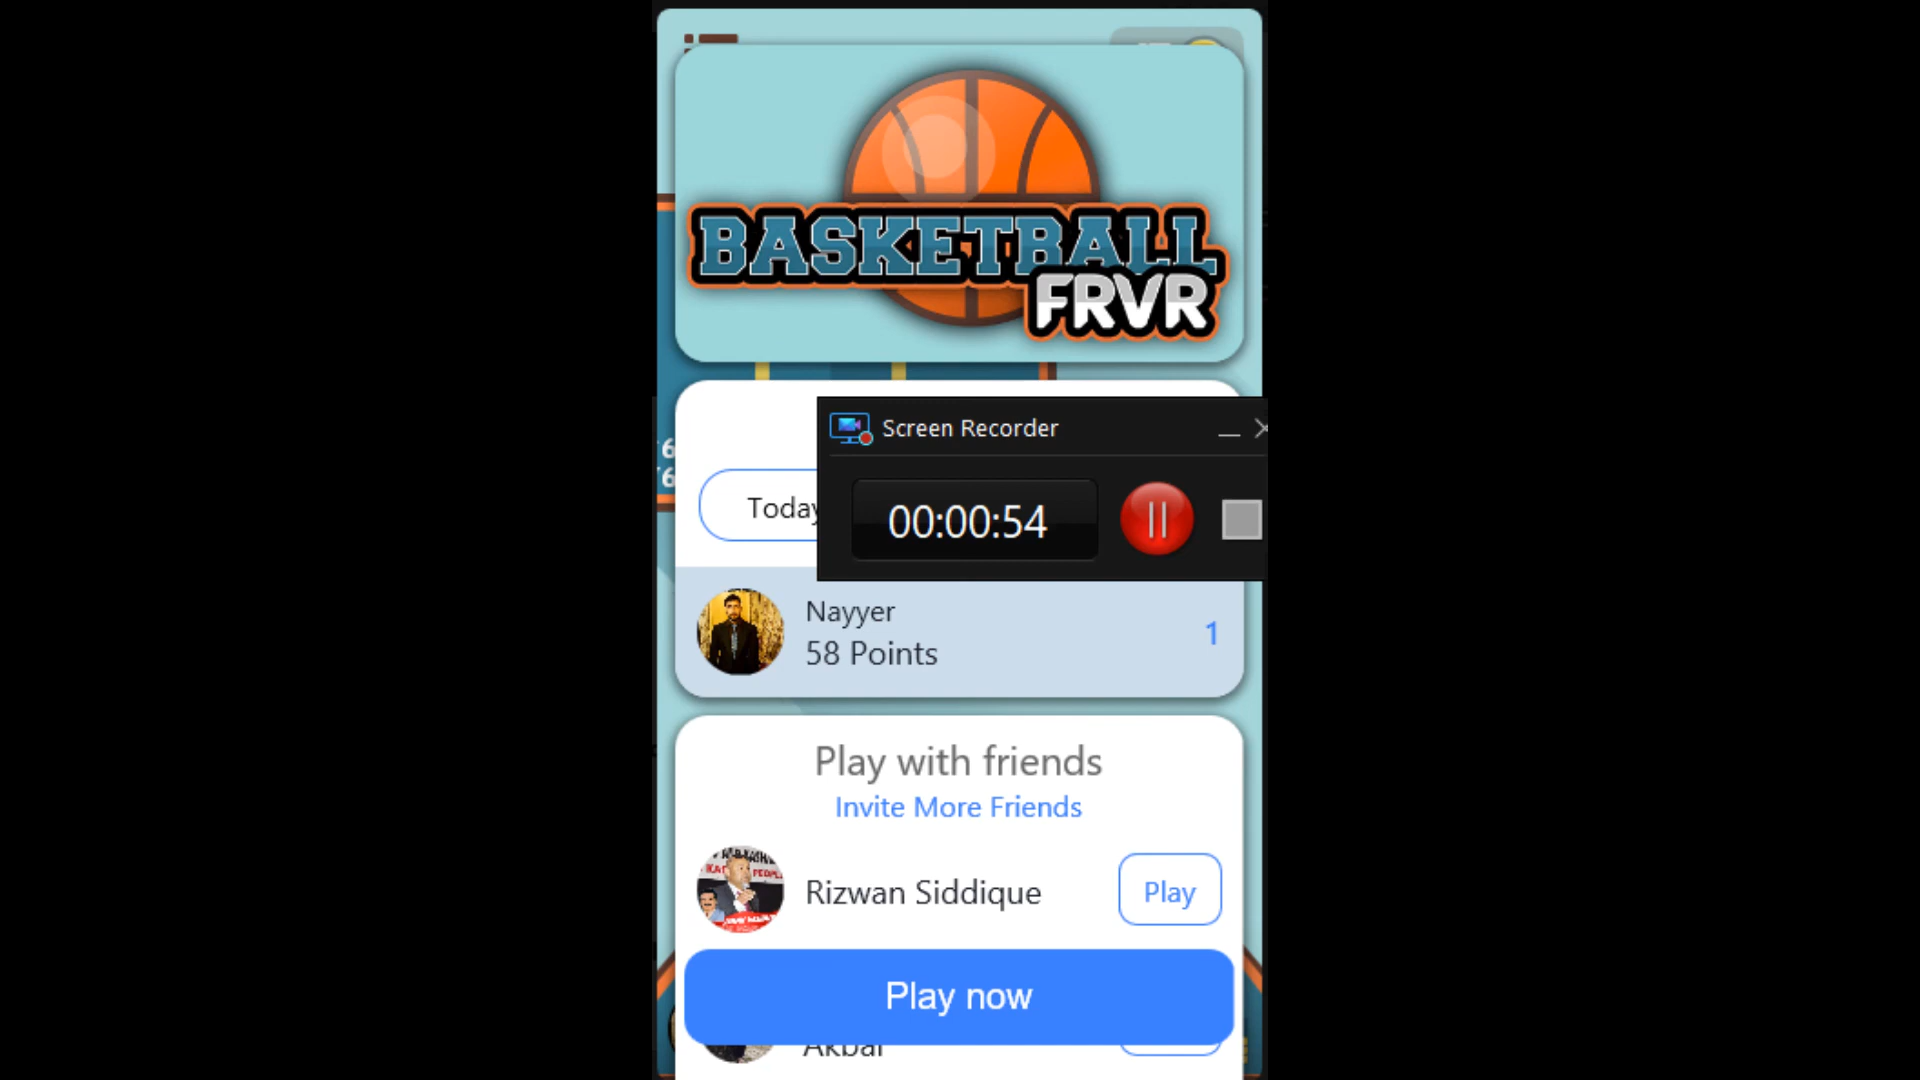 BASKETBALL
FRVR
Screen Recorder
Today
00:00:54
Nayyer
58 Points
1
Play with friends
Invite More Friends
Rizwan Siddique
Play
Play now
Akbar